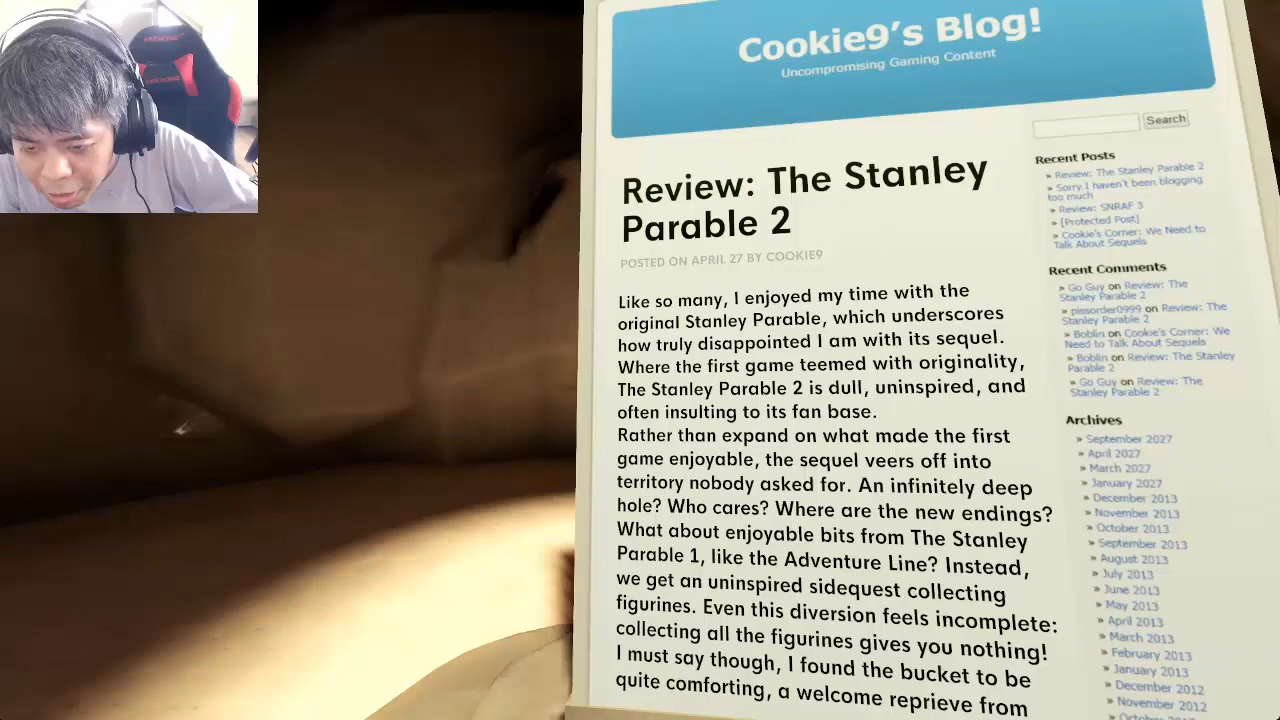 Cookie9's Blog!
Uncompromising Gaming Content
Search
Review: The Stanley
Parable 2
POSTED ON APRIL 27 BY COOKIE9
Like so many, I enjoyed my time with the
original Stanley Parable, which underscores
how truly disappointed I am with its sequel.
Where the first game teemed with originality,
The Stanley Parable 2 is dull, uninspired, and
often insulting to its fan base.
Rather than expand on what made the first
game enjoyable, the sequel veers off into
territory nobody asked for. An infinitely deep
hole? Who cares? Where are the new endings?
What about enjoyable bits from The Stanley
Parable 1, like the Adventure Line? Instead,
we get an uninspired sidequest collecting
figurines. Even this diversion feels incomplete:
collecting all the figurines gives you nothing!
I must say though, I found the bucket to be
quite comforting, a welcome reprieve from
Recent Posts
» Review: The Stanley Parable 2
» Sorry I haven't been blogging
too much
» Review: SNRAF 3
» [Protected Post]
» Cookie's Corner: We Need to
Talk About Sequels
Recent Comments
» Go Guy on Review: The
Stanley Parable 2
» pissorder0999 on Review: The
Stanley Parable 2
» Boblin on Cookie's Corner: We
Need to Talk About Sequels
» Boblin on Review: The Stanley
Parable 2
» Go Guy on Review: The
Stanley Parable 2
Archives
» September 2027
» April 2027
» March 2027
» January 2027
» December 2013
» November 2013
» October 2013
» September 2013
» August 2013
» July 2013
» June 2013
» May 2013
» April 2013
» March 2013
» February 2013
» January 2013
» December 2012
» November 2012